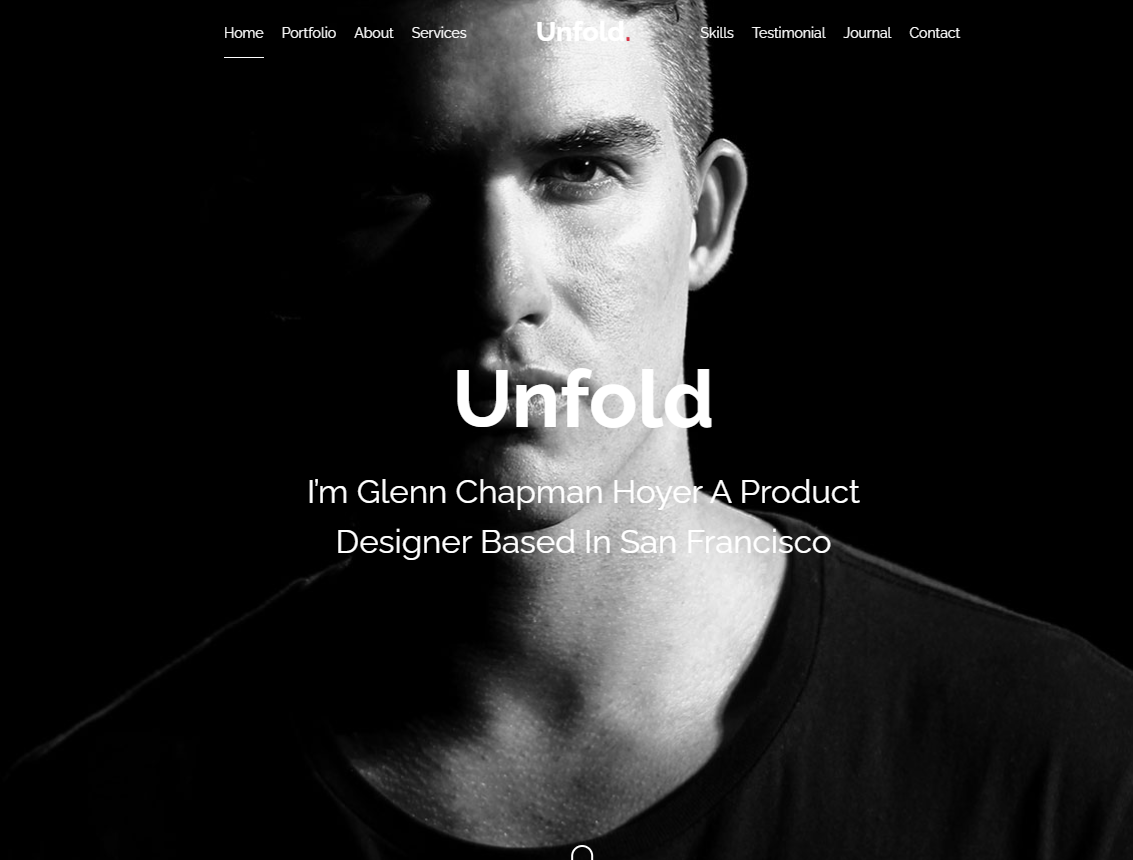 Home Portfolio About Services Unfold. Skills Testimonial Journal Contact
Unfold
I'm Glenn Chapman Hoyer A Product
Designer Based In San Francisco